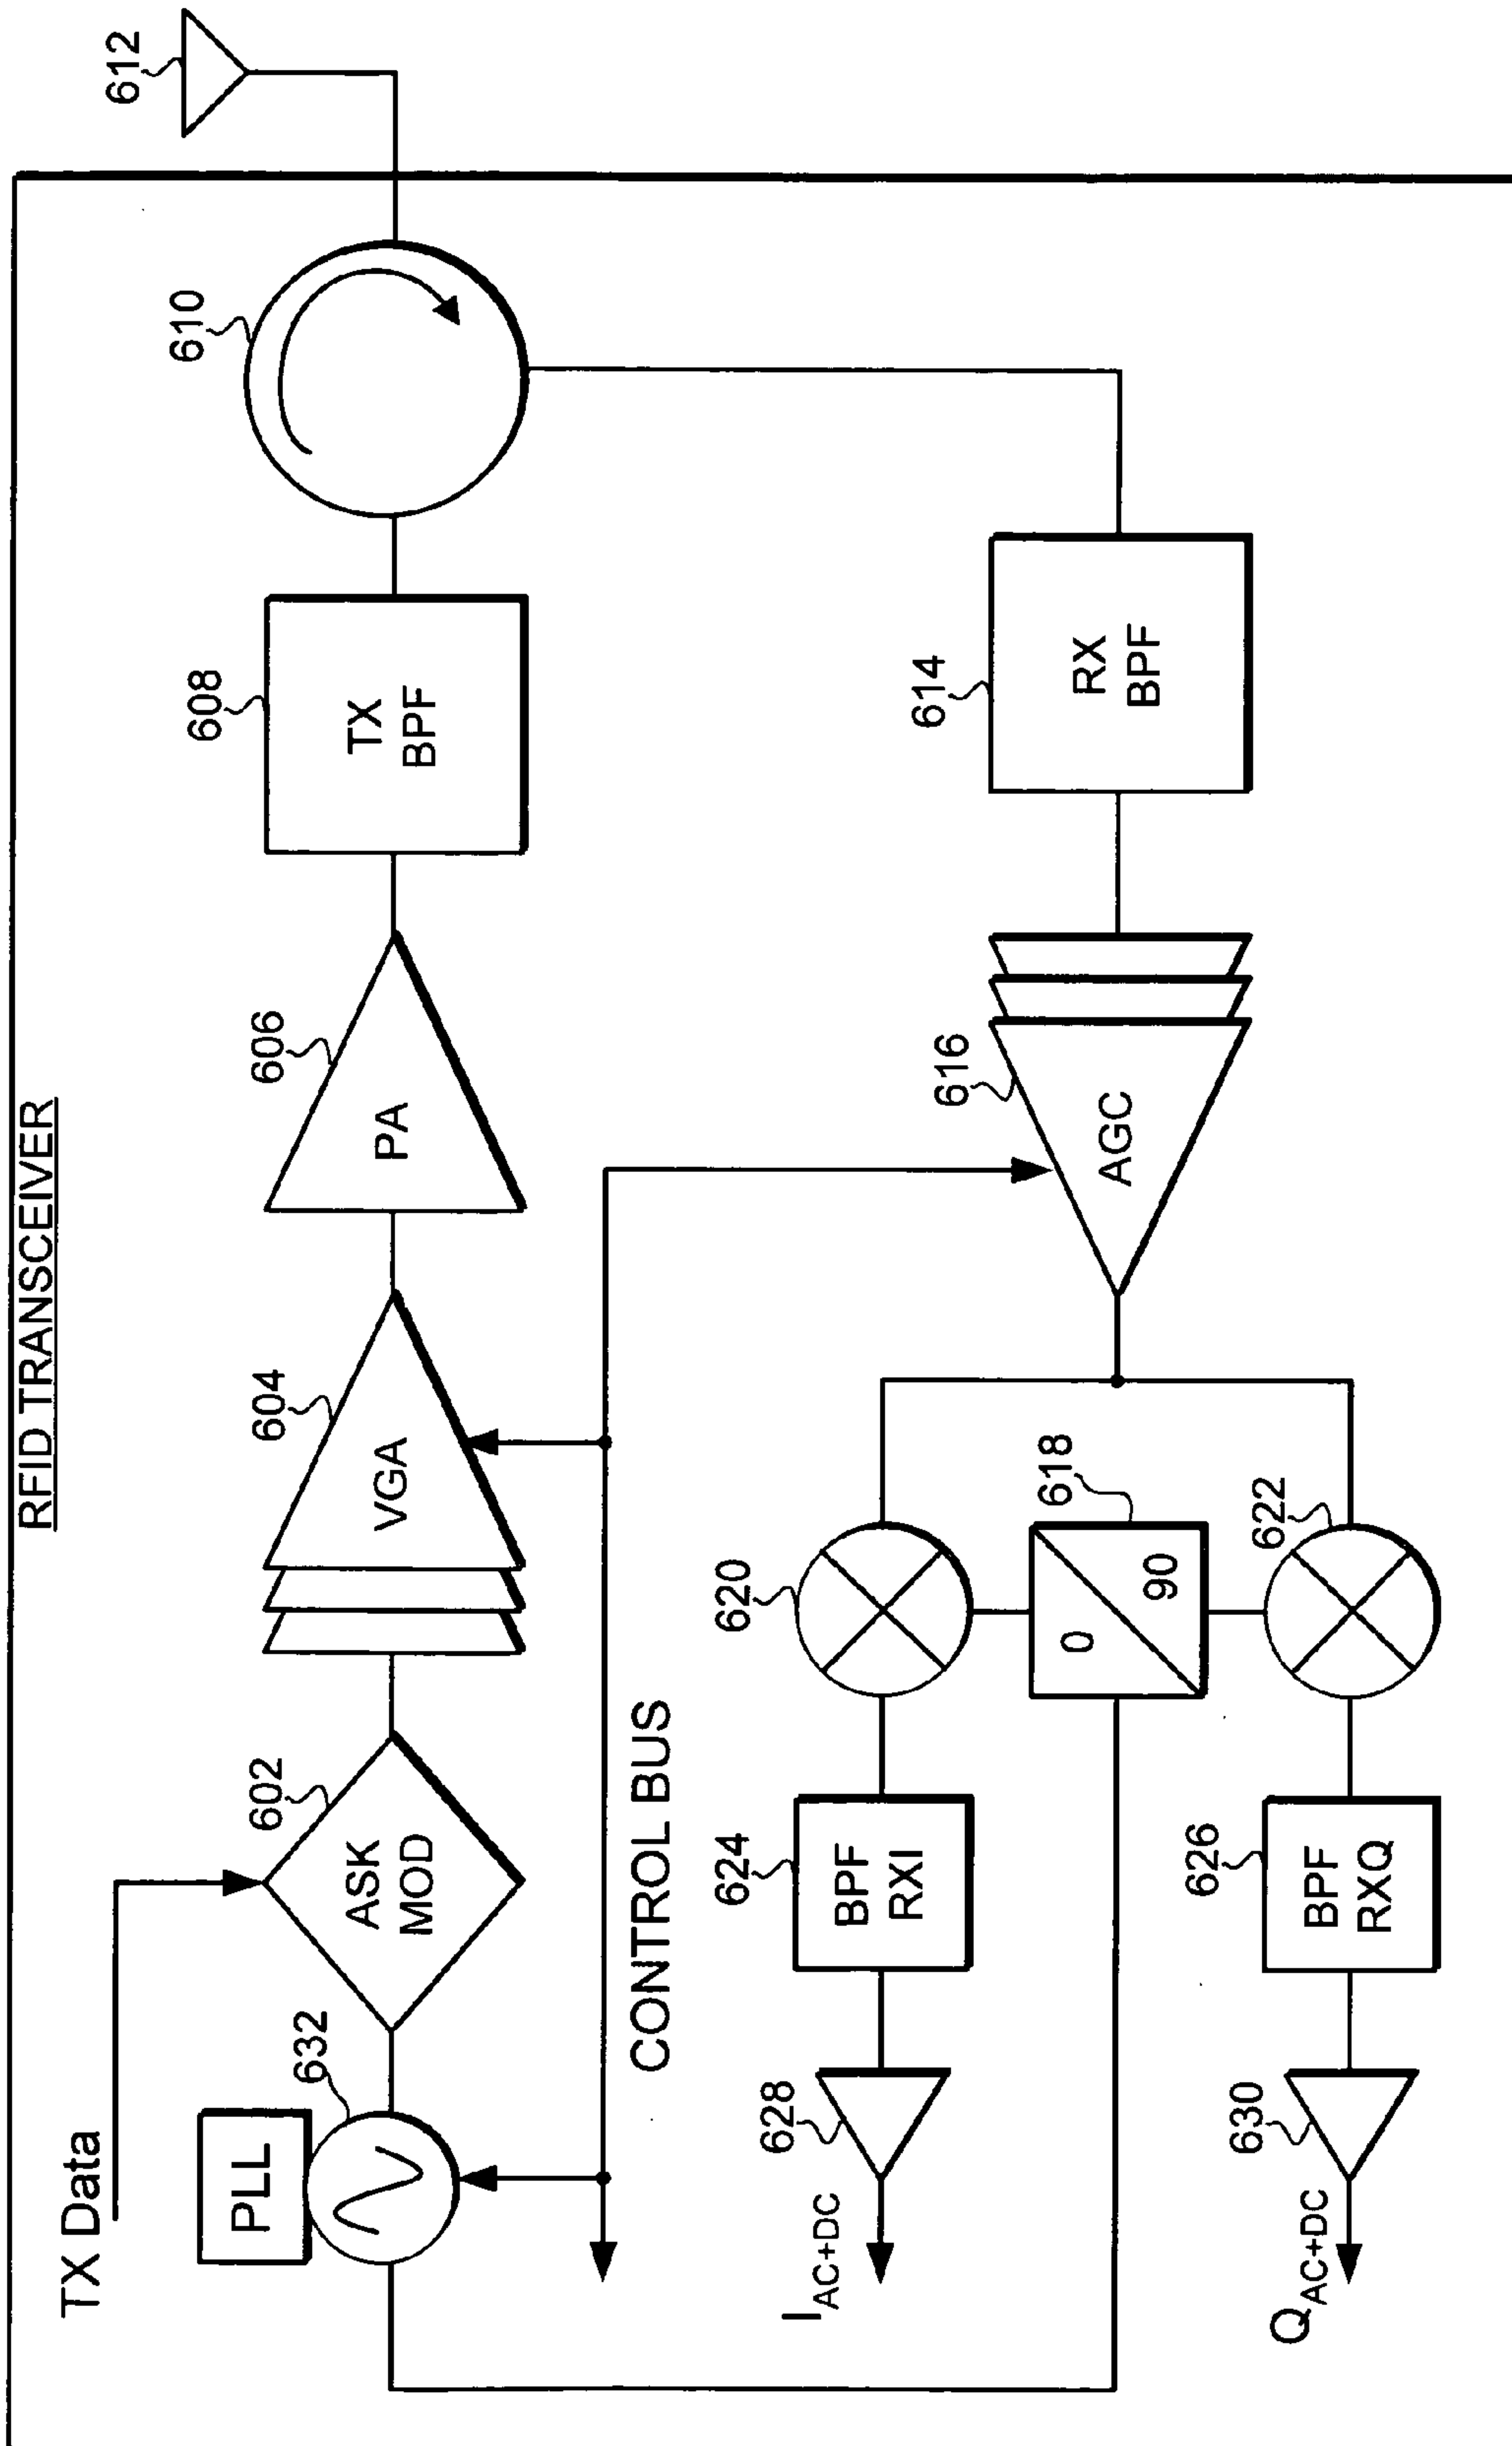 RFID TRANSCEIVER
TX Data
PLL
632
ASK
MOD
602
VGA
604
PA
606
TX
BPF
608
610
612
CONTROL BUS
RX
BPF
614
AGC
616
0
90
618
620
622
BPF
RXI
624
BPF
RXQ
626
628
630
I AC+DC
Q AC+DC